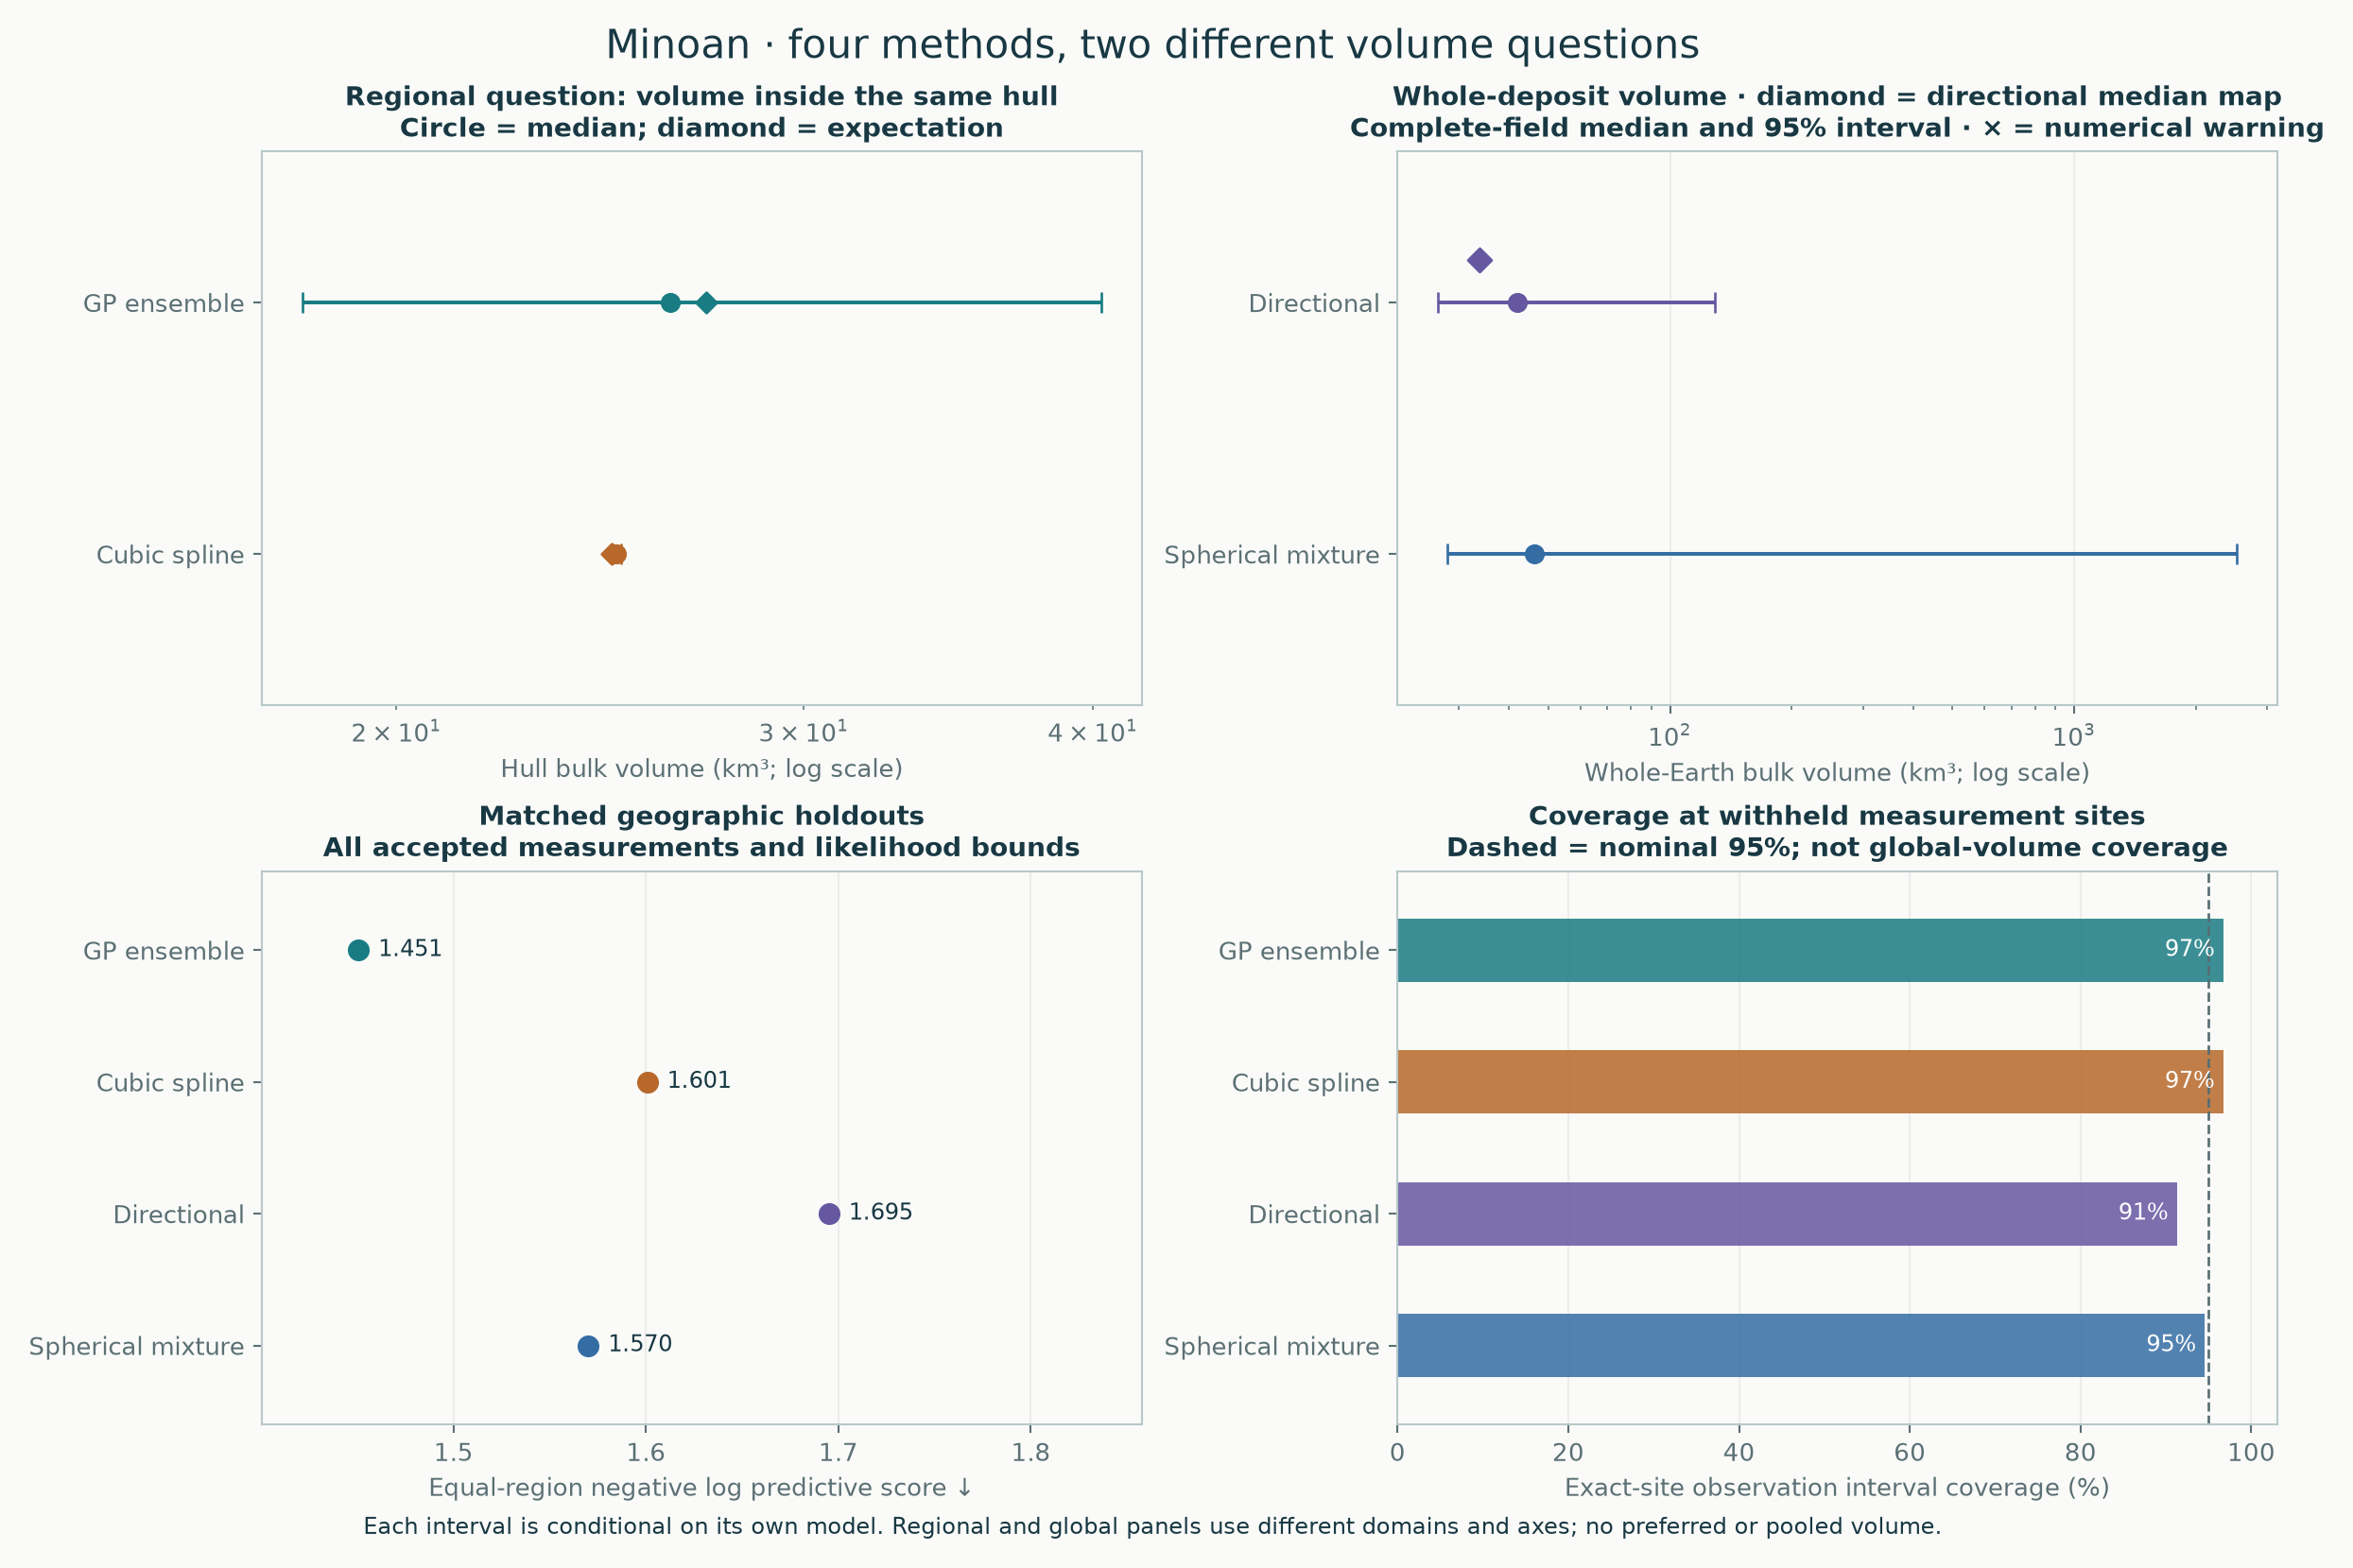 Minoan · four methods, two different volume questions
Regional question: volume inside the same hull
Circle = median; diamond = expectation
GP ensemble
Cubic spline
2 × 10¹
3 × 10¹
4 × 10¹
Hull bulk volume (km³; log scale)
Whole-deposit volume · diamond = directional median map
Complete-field median and 95% interval · × = numerical warning
Directional
Spherical mixture
10²
10³
Whole-Earth bulk volume (km³; log scale)
Matched geographic holdouts
All accepted measurements and likelihood bounds
GP ensemble
1.451
Cubic spline
1.601
Directional
1.695
Spherical mixture
1.570
1.5
1.6
1.7
1.8
Equal-region negative log predictive score ↓
Coverage at withheld measurement sites
Dashed = nominal 95%; not global-volume coverage
GP ensemble
97%
Cubic spline
97%
Directional
91%
Spherical mixture
95%
0
20
40
60
80
100
Exact-site observation interval coverage (%)
Each interval is conditional on its own model. Regional and global panels use different domains and axes; no preferred or pooled volume.